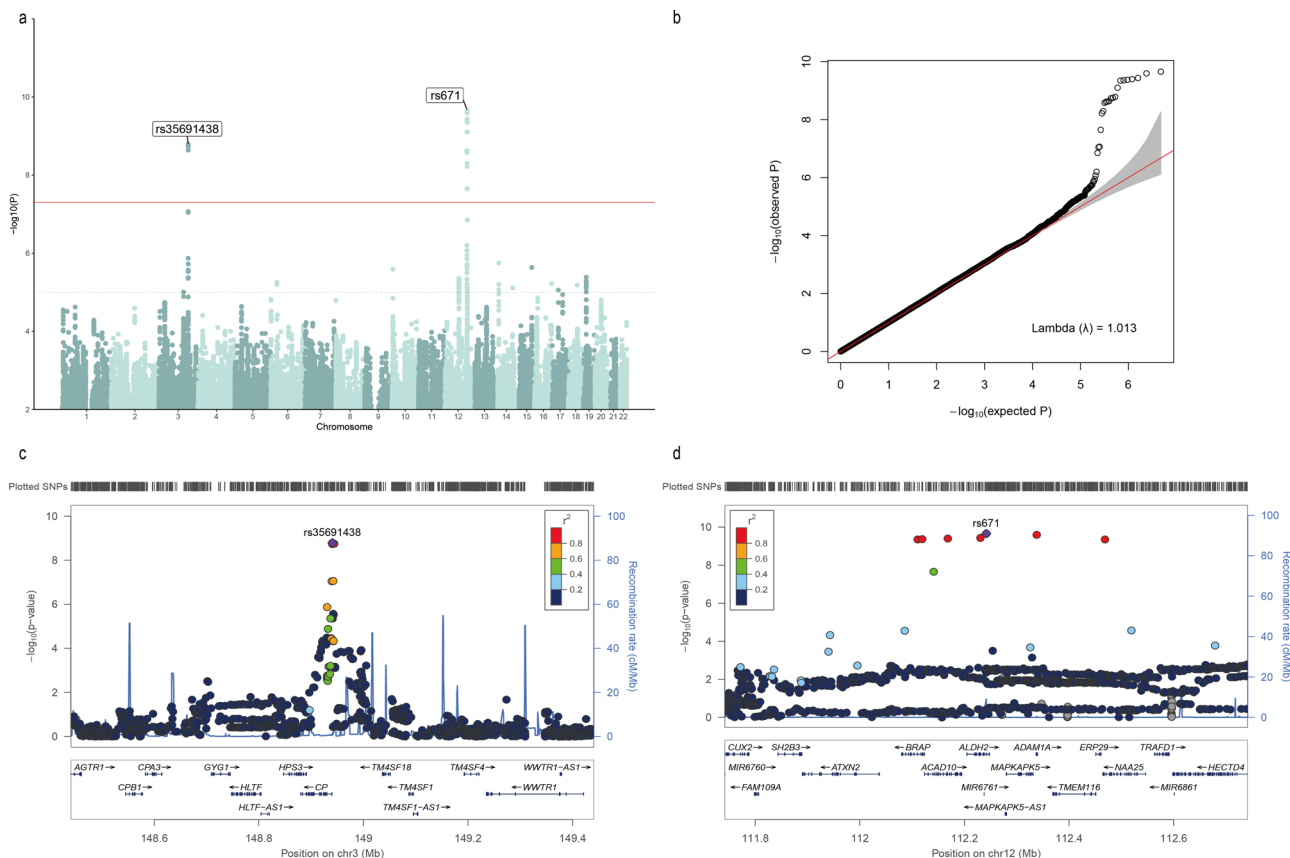 a
12
10
8
6
4
2
−log10(P)
rs35691438
rs671
1 2 3 4 5 6 7 8 9 10 11 12 13 14 15 16 17 18 19 20 21 22
Chromosome
b
10
8
6
4
2
0
−log10(observed P)
Lambda (λ) = 1.013
0 1 2 3 4 5 6
−log10(expected P)
c
Plotted SNPs
10
8
6
4
2
0
−log10(p−value)
rs35691438
r2
0.8
0.6
0.4
0.2
100
80
60
40
20
0
Recombination rate (cM/Mb)
AGTR1→ CPA3→ GYG1→ HPS3→ ←TM4SF18 TM4SF4→ WWTR1−AS1→
CPB1→ ←HLTF ←CP ←TM4SF1 ←WWTR1
HLTF−AS1→ TM4SF1−AS1→
148.6 148.8 149 149.2 149.4
Position on chr3 (Mb)
d
Plotted SNPs
10
8
6
4
2
0
−log10(p−value)
rs671
r2
0.8
0.6
0.4
0.2
100
80
60
40
20
0
Recombination rate (cM/Mb)
CUX2→ SH2B3→ ←BRAP ALDH2→ ADAM1A→ ERP29→ TRAFD1→
←MIR6760 ←ATXN2 ACAD10→ MAPKAPK5→ ←NAA25 ←HECTD4
←FAM109A MIR6761→ ←TMEM116 ←MIR6861
←MAPKAPK5−AS1
111.8 112 112.2 112.4 112.6
Position on chr12 (Mb)